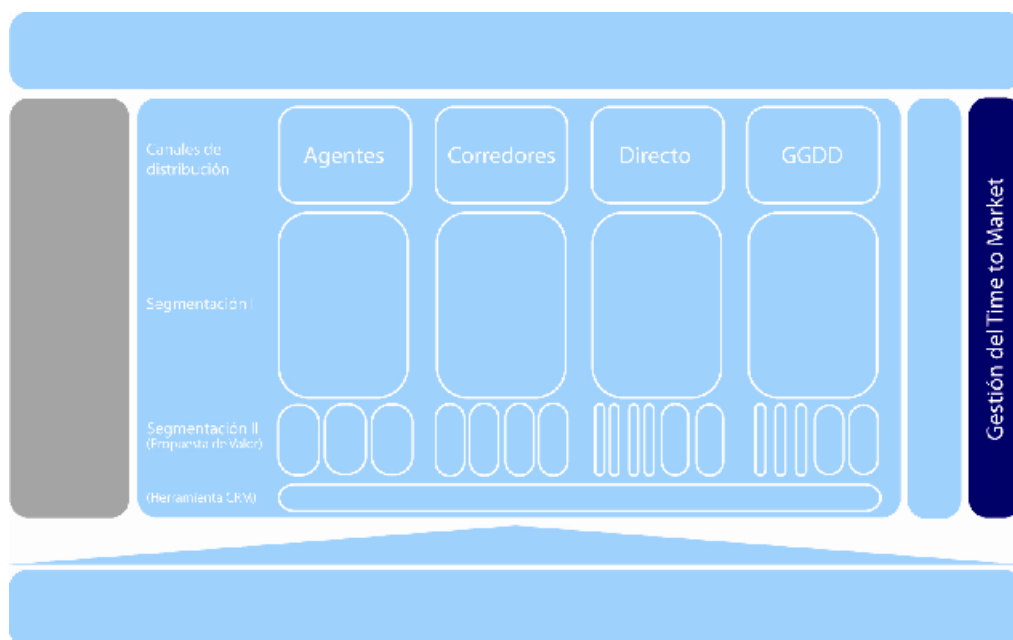 Canales de
distribución
Agentes
Corredores
Directo
GGDD
Segmentación I
Segmentación II
(Propuesta de Valor)
(Herramienta CRM)
Gestión del Time to Market